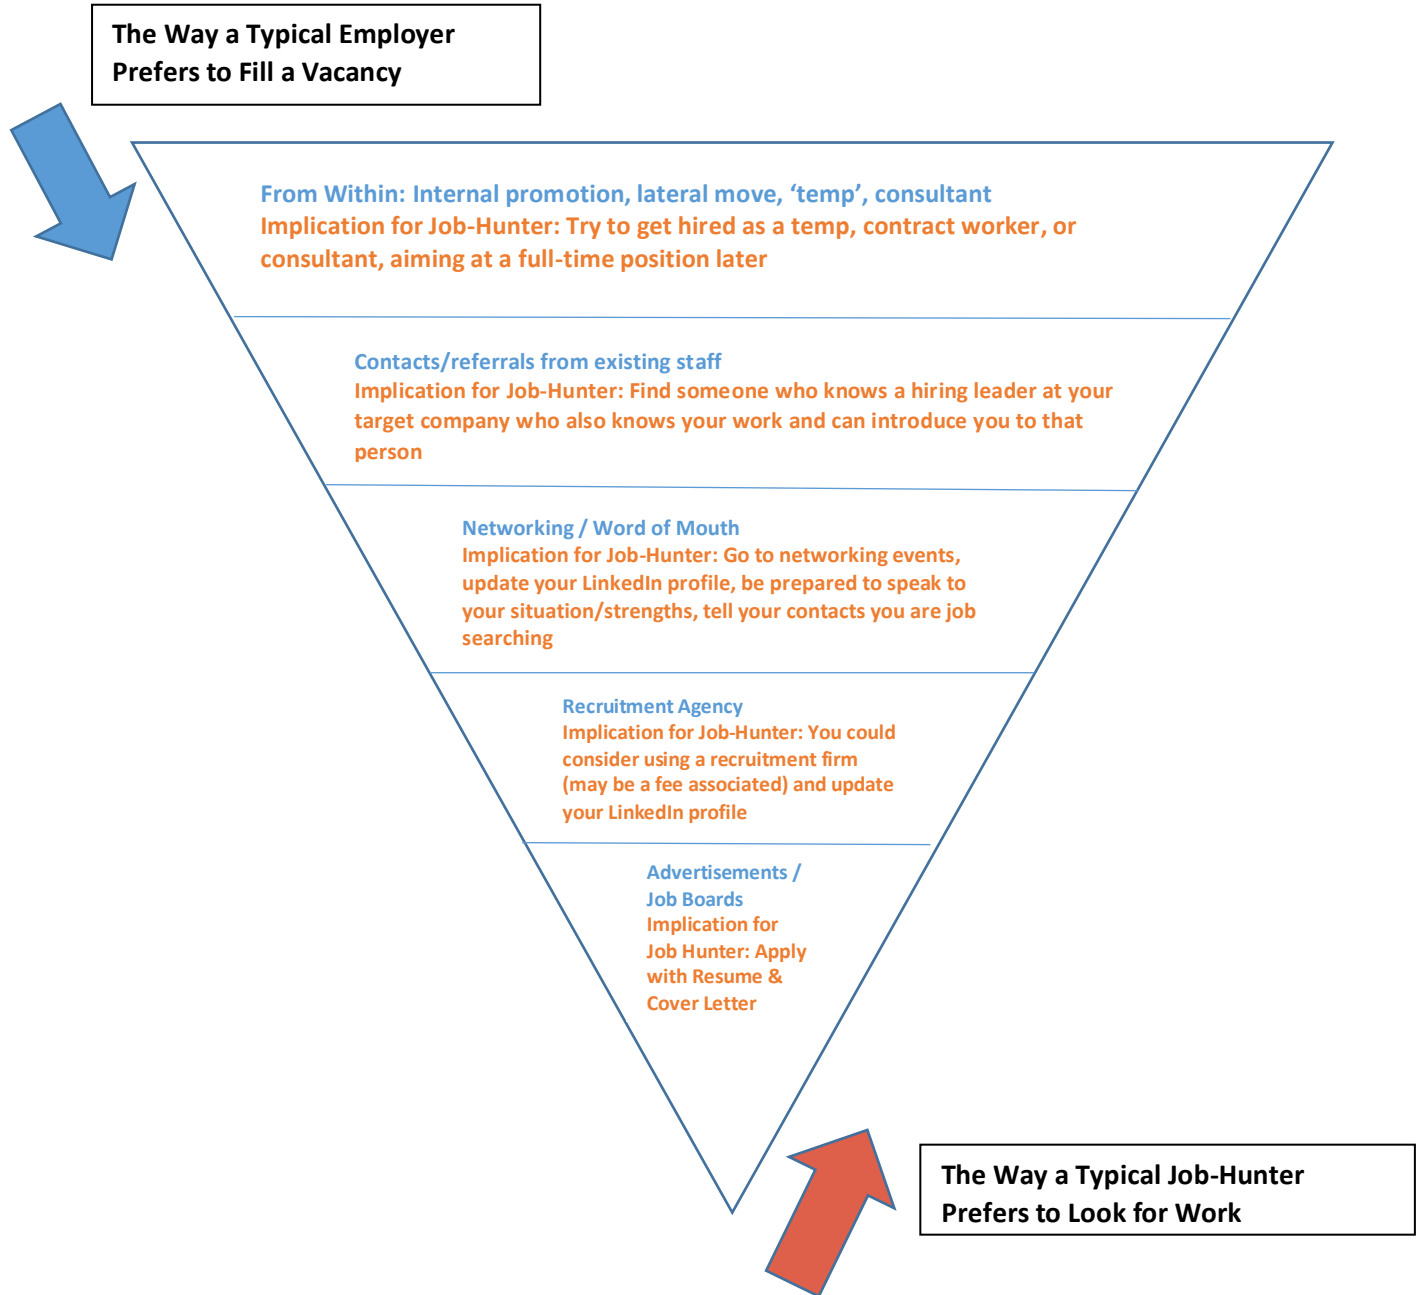 The Way a Typical Employer
Prefers to Fill a Vacancy
From Within: Internal promotion, lateral move, ‘temp’, consultant
Implication for Job-Hunter: Try to get hired as a temp, contract worker, or
consultant, aiming at a full-time position later
Contacts/referrals from existing staff
Implication for Job-Hunter: Find someone who knows a hiring leader at your
target company who also knows your work and can introduce you to that
person
Networking / Word of Mouth
Implication for Job-Hunter: Go to networking events,
update your LinkedIn profile, be prepared to speak to
your situation/strengths, tell your contacts you are job
searching
Recruitment Agency
Implication for Job-Hunter: You could
consider using a recruitment firm
(may be a fee associated) and update
your LinkedIn profile
Advertisements /
Job Boards
Implication for
Job Hunter: Apply
with Resume &
Cover Letter
The Way a Typical Job-Hunter
Prefers to Look for Work